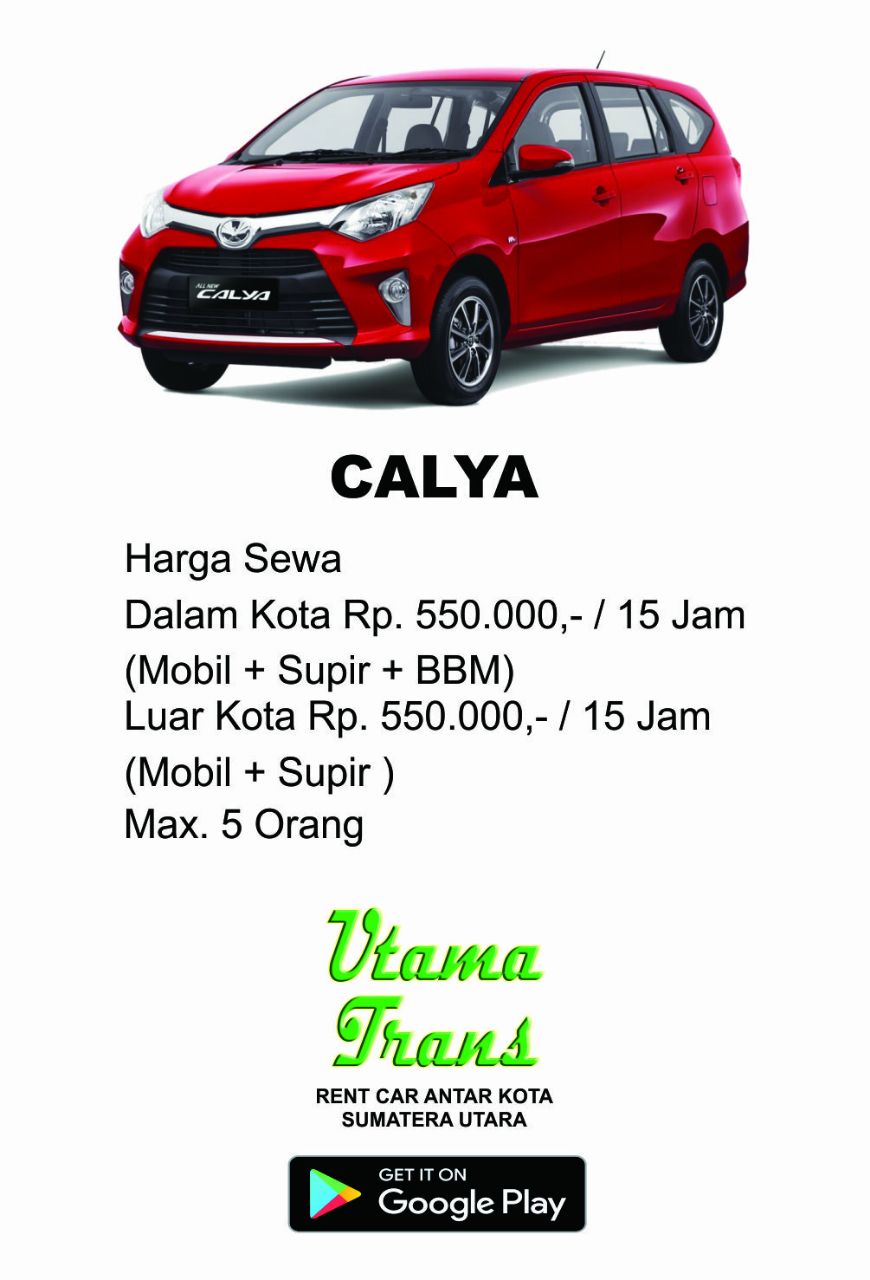 ALL NEW
CALYA
CALYA
Harga Sewa
Dalam Kota Rp. 550.000,- / 15 Jam
(Mobil + Supir + BBM)
Luar Kota Rp. 550.000,- / 15 Jam
(Mobil + Supir )
Max. 5 Orang
Utama
Trans
RENT CAR ANTAR KOTA
SUMATERA UTARA
GET IT ON
Google Play